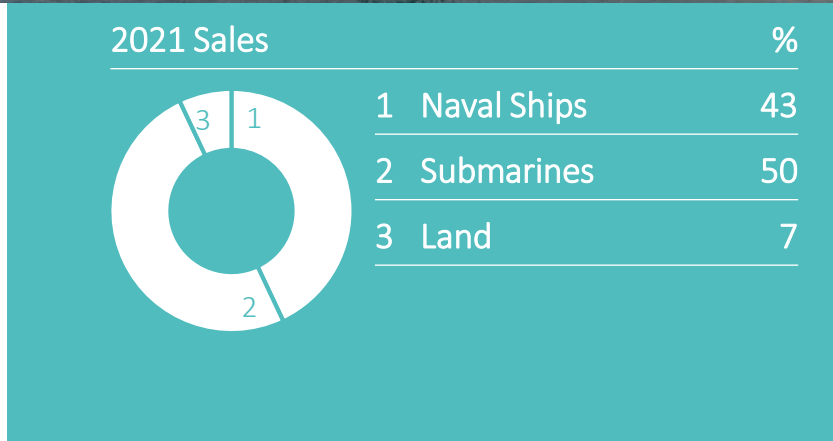 2021 Sales %
3 1
1 Naval Ships 43
2 Submarines 50
3 Land 7
2